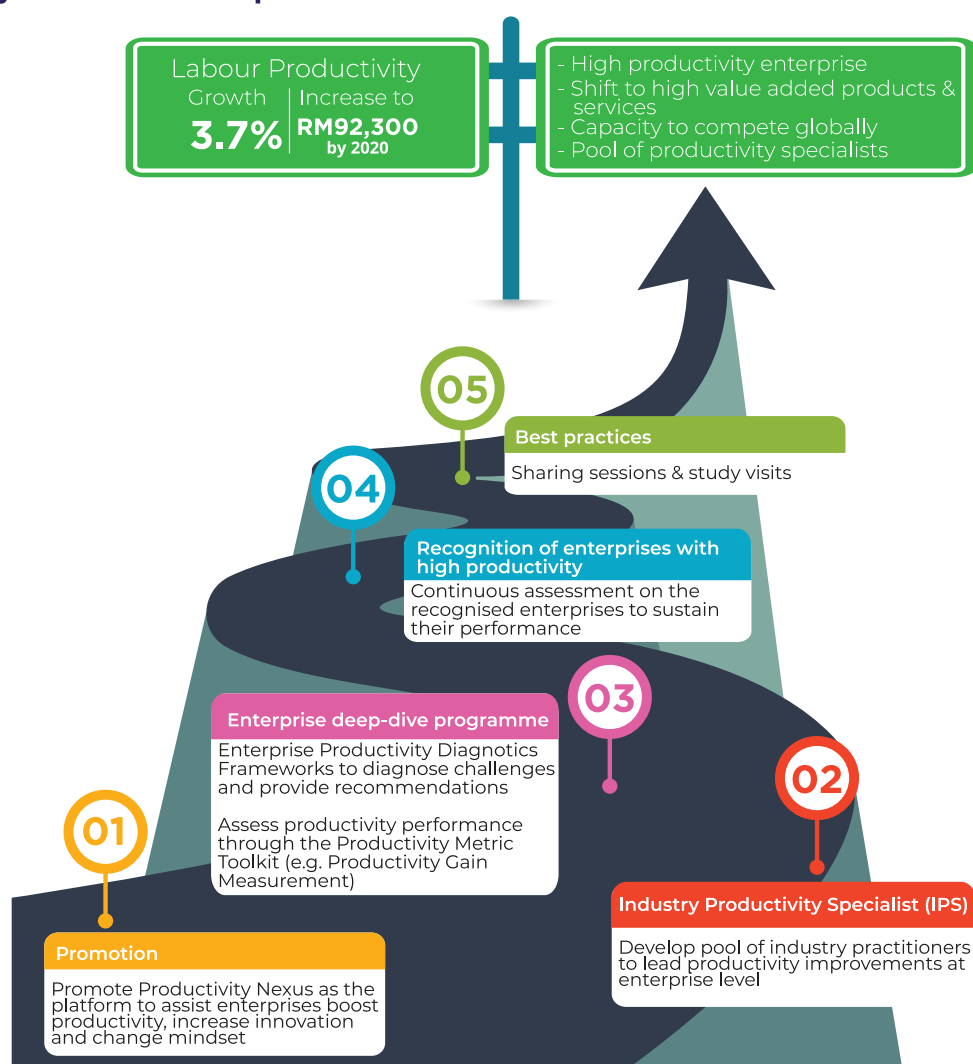 Labour Productivity
Growth
3.7%
Increase to
RM92,300
by 2020
- High productivity enterprise
- Shift to high value added products &
services
- Capacity to compete globally
- Pool of productivity specialists
05
Best practices
Sharing sessions & study visits
04
Recognition of enterprises with
high productivity
Continuous assessment on the
recognised enterprises to sustain
their performance
03
Enterprise deep-dive programme
Enterprise Productivity Diagnotics
Frameworks to diagnose challenges
and provide recommendations
Assess productivity performance
through the Productivity Metric
Toolkit (e.g. Productivity Gain
Measurement)
02
Industry Productivity Specialist (IPS)
Develop pool of industry practitioners
to lead productivity improvements at
enterprise level
01
Promotion
Promote Productivity Nexus as the
platform to assist enterprises boost
productivity, increase innovation
and change mindset